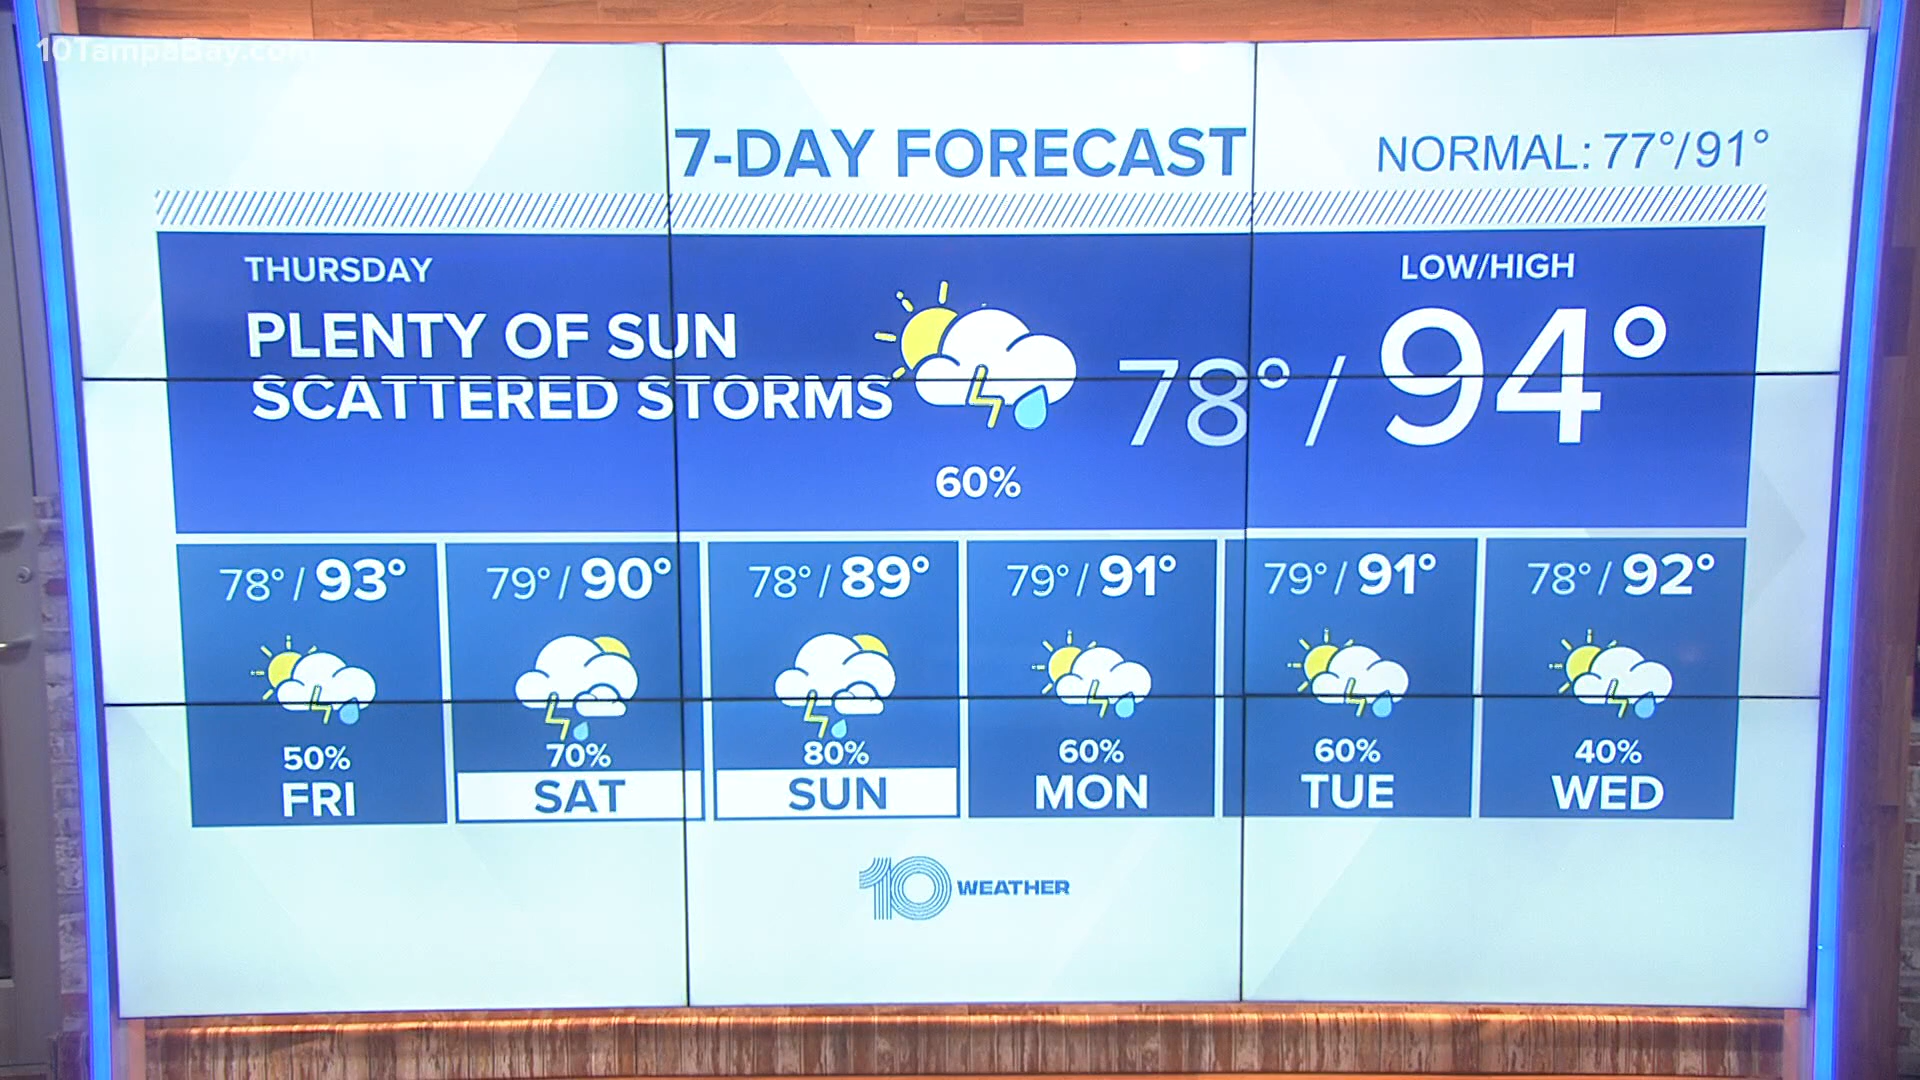 10TampaBay.com
7-DAY FORECAST
NORMAL: 77°/91°
THURSDAY
PLENTY OF SUN
SCATTERED STORMS
60%
LOW/HIGH
78°/94°
78°/93°
50%
FRI
79°/90°
70%
SAT
78°/89°
80%
SUN
79°/91°
60%
MON
79°/91°
60%
TUE
78°/92°
40%
WED
10 WEATHER